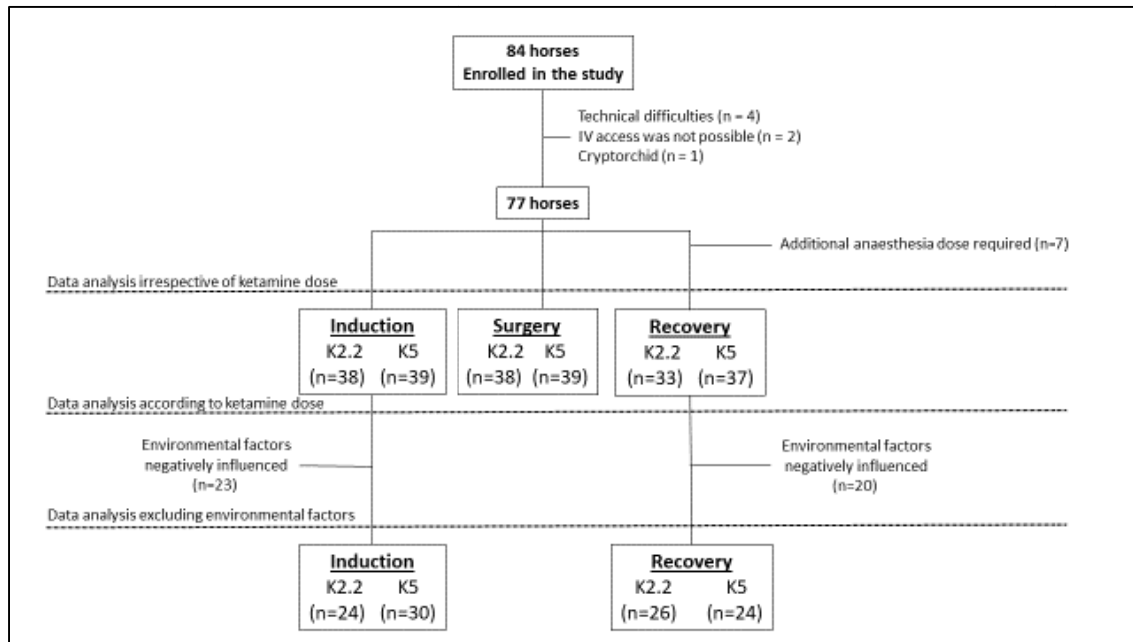 84 horses
Enrolled in the study
Technical difficulties (n = 4)
IV access was not possible (n = 2)
Cryptorchid (n = 1)
77 horses
Additional anaesthesia dose required (n=7)
Data analysis irrespective of ketamine dose
Induction
K2.2 K5
(n=38) (n=39)
Surgery
K2.2 K5
(n=38) (n=39)
Recovery
K2.2 K5
(n=33) (n=37)
Data analysis according to ketamine dose
Environmental factors
negatively influenced
(n=23)
Environmental factors
negatively influenced
(n=20)
Data analysis excluding environmental factors
Induction
K2.2 K5
(n=24) (n=30)
Recovery
K2.2 K5
(n=26) (n=24)